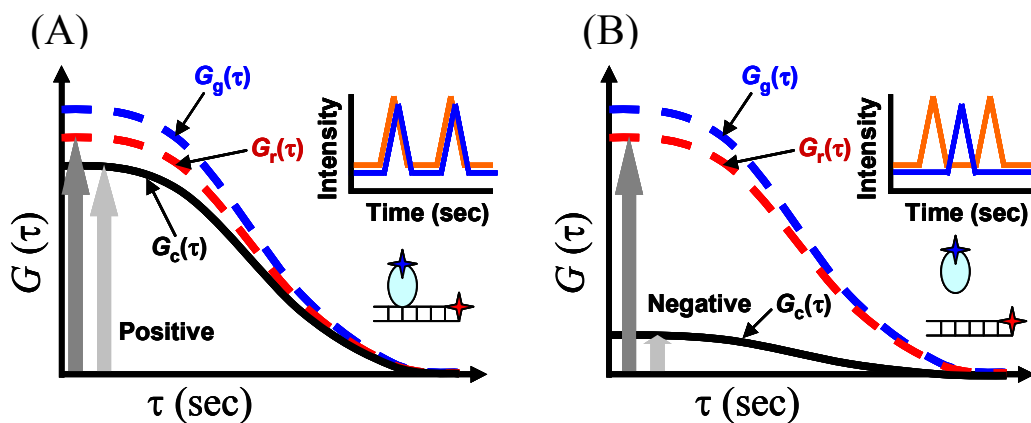 (A)
G (τ)
Gg(τ)
Gr(τ)
Gc(τ)
Positive
Intensity
Time (sec)
τ (sec)
(B)
G (τ)
Gg(τ)
Gr(τ)
Gc(τ)
Negative
Intensity
Time (sec)
τ (sec)